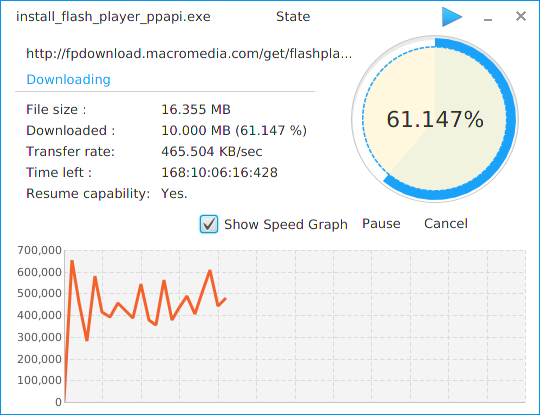 install_flash_player_ppapi.exe State
http://fpdownload.macromedia.com/get/flashpla...
Downloading
61.147%
File size : 16.355 MB
Downloaded : 10.000 MB (61.147 %)
Transfer rate: 465.504 KB/sec
Time left : 168:10:06:16:428
Resume capability: Yes.
Show Speed Graph Pause Cancel
700,000
600,000
500,000
400,000
300,000
200,000
100,000
0